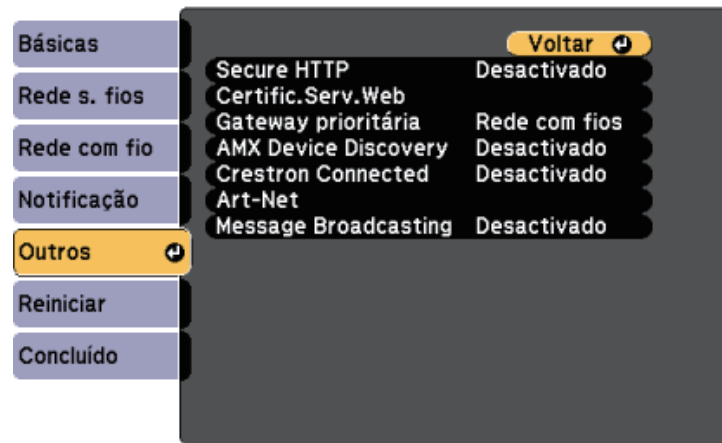 Básicas
Rede s. fios
Rede com fio
Notificação
Outros
Reiniciar
Concluído
Voltar
Secure HTTP Desactivado
Certific.Serv.Web
Gateway prioritária Rede com fios
AMX Device Discovery Desactivado
Crestron Connected Desactivado
Art-Net
Message Broadcasting Desactivado